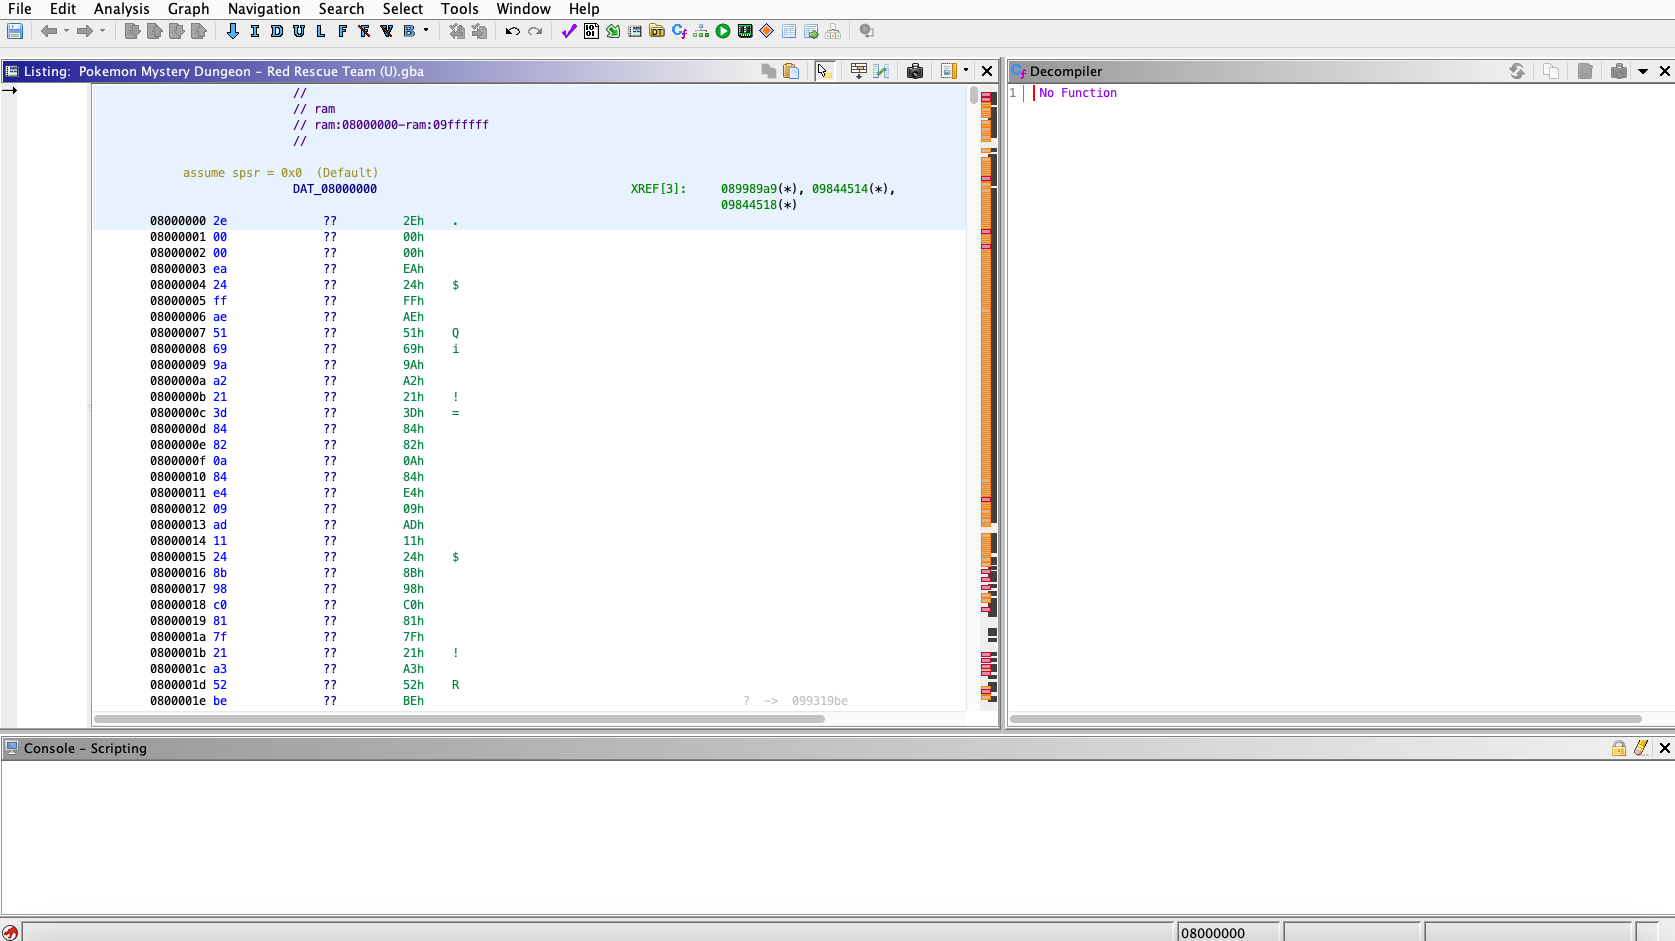 File Edit Analysis Graph Navigation Search Select Tools Window Help
I D U L F B
Listing: Pokemon Mystery Dungeon – Red Rescue Team (U).gba
//
// ram
// ram:08000000-ram:09ffffff
//
assume spsr = 0x0 (Default)
DAT_08000000 XREF[3]: 089989a9(*), 09844514(*),
09844518(*)
08000000 2e ?? 2Eh .
08000001 00 ?? 00h
08000002 00 ?? 00h
08000003 ea ?? EAh
08000004 24 ?? 24h $
08000005 ff ?? FFh
08000006 ae ?? AEh
08000007 51 ?? 51h Q
08000008 69 ?? 69h i
08000009 9a ?? 9Ah
0800000a a2 ?? A2h
0800000b 21 ?? 21h !
0800000c 3d ?? 3Dh =
0800000d 84 ?? 84h
0800000e 82 ?? 82h
0800000f 0a ?? 0Ah
08000010 84 ?? 84h
08000011 e4 ?? E4h
08000012 09 ?? 09h
08000013 ad ?? ADh
08000014 11 ?? 11h
08000015 24 ?? 24h $
08000016 8b ?? 8Bh
08000017 98 ?? 98h
08000018 c0 ?? C0h
08000019 81 ?? 81h
0800001a 7f ?? 7Fh
0800001b 21 ?? 21h !
0800001c a3 ?? A3h
0800001d 52 ?? 52h R
0800001e be ?? BEh ? -> 099319be
Decompiler
1 No Function
Console – Scripting
08000000